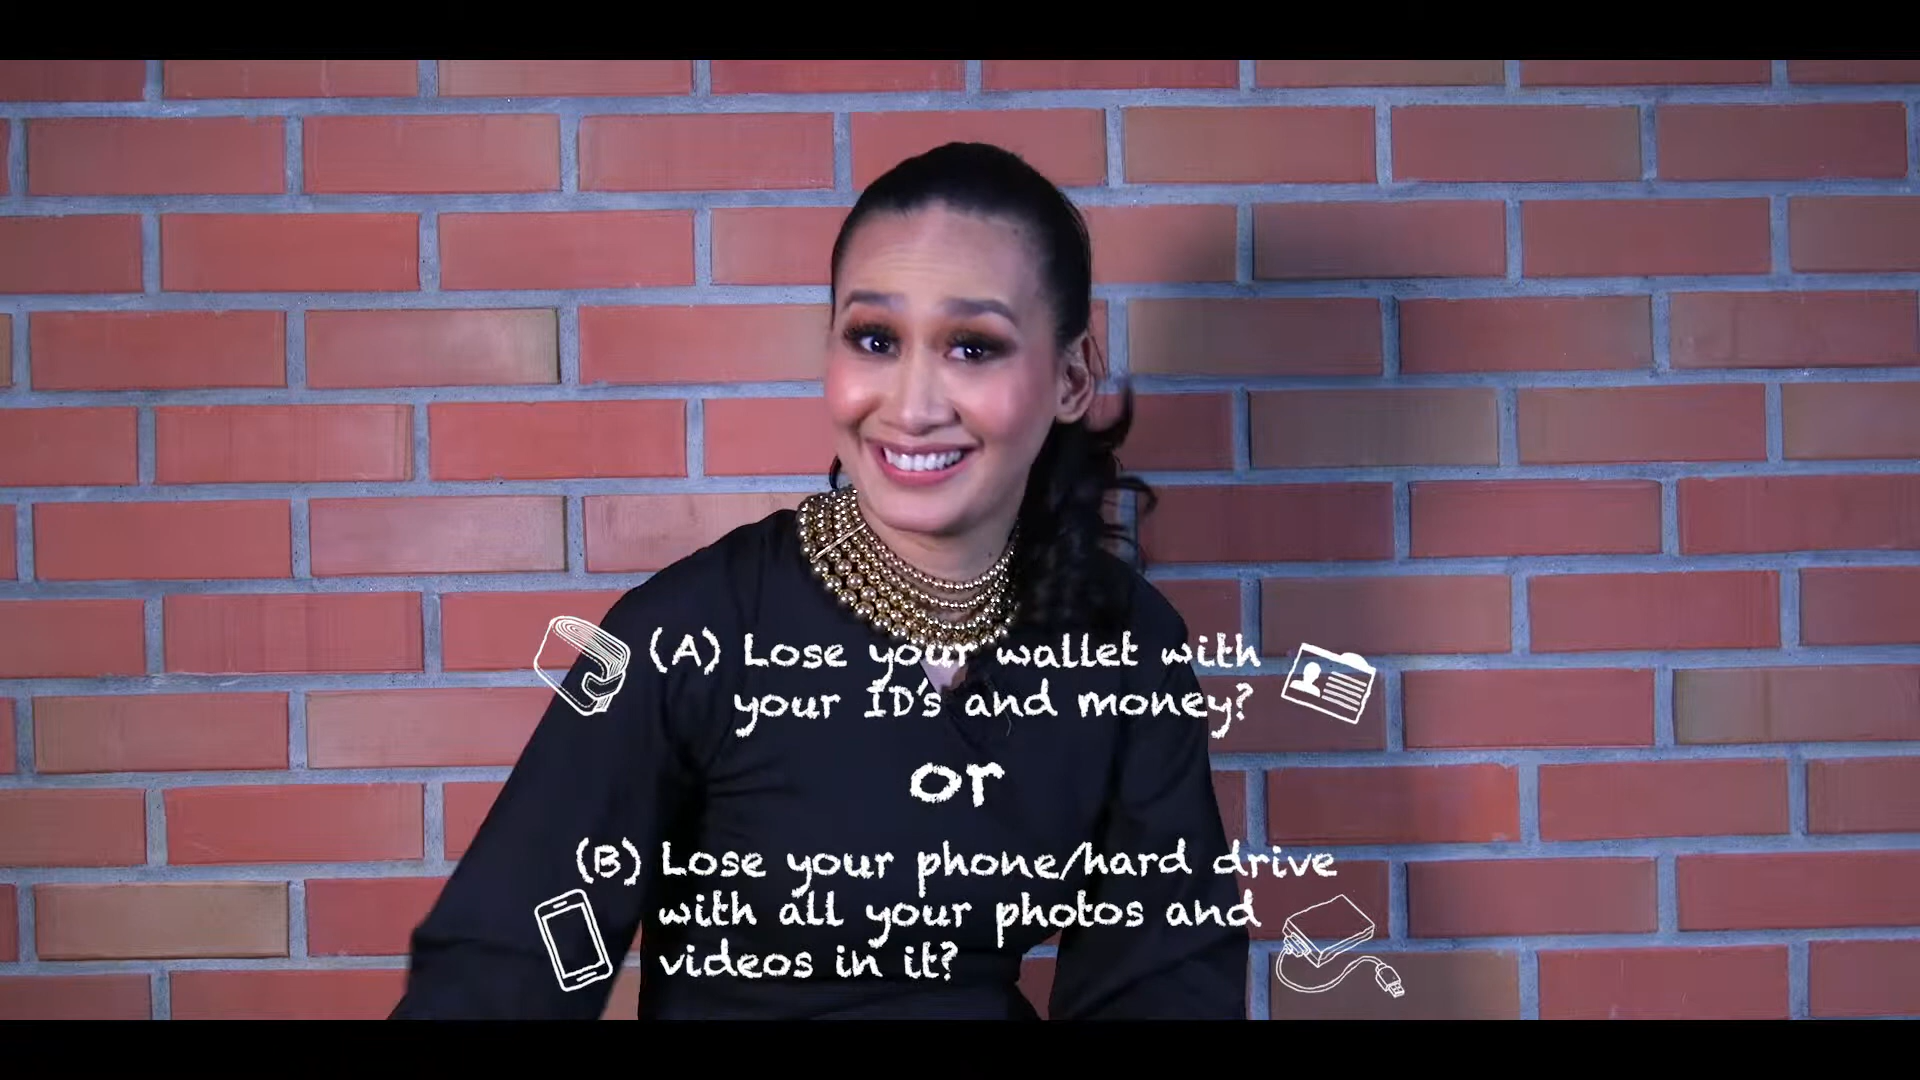 (A) Lose your wallet with
your ID's and money?
or
(B) Lose your phone/hard drive
with all your photos and
videos in it?